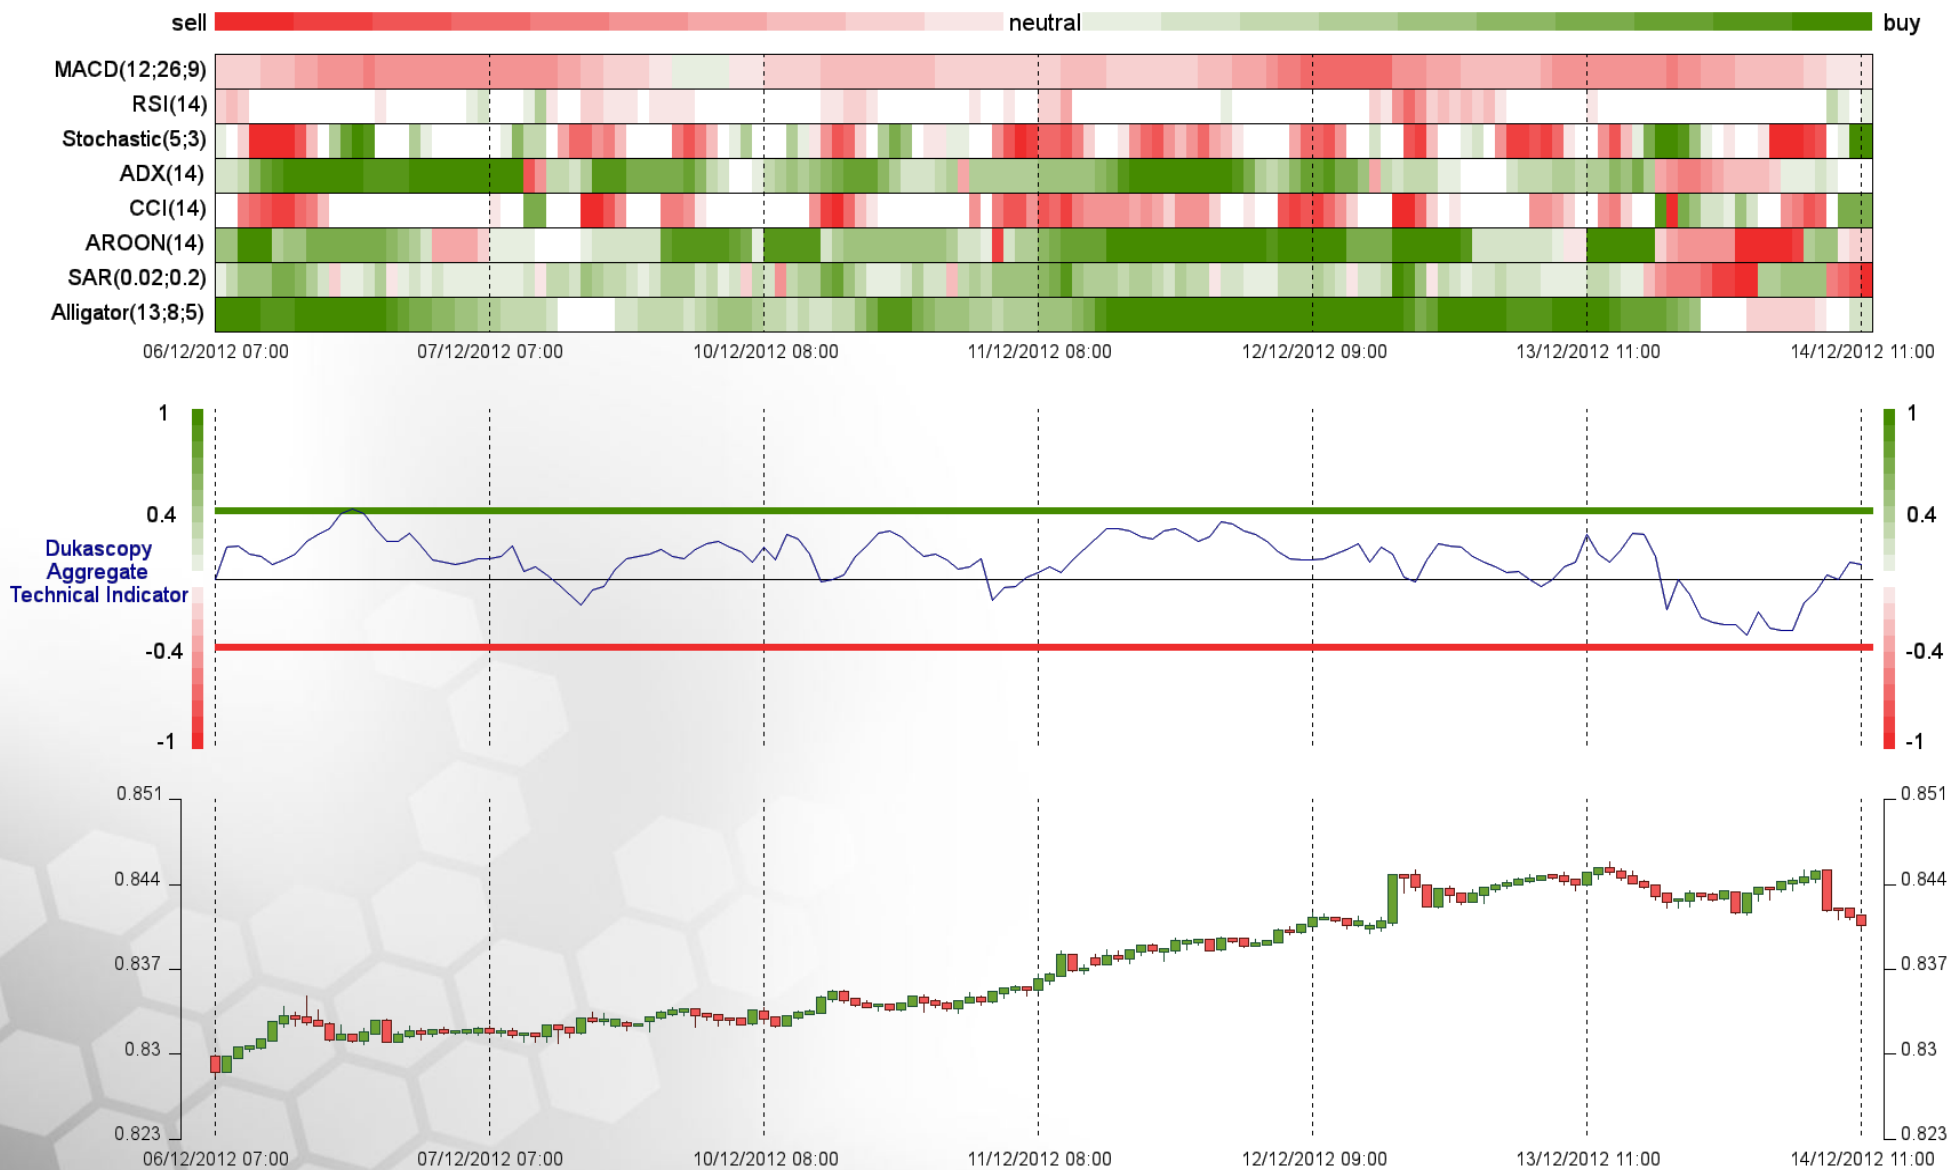 sell neutral buy
MACD(12;26;9)
RSI(14)
Stochastic(5;3)
ADX(14)
CCI(14)
AROON(14)
SAR(0.02;0.2)
Alligator(13;8;5)
06/12/2012 07:00 07/12/2012 07:00 10/12/2012 08:00 11/12/2012 08:00 12/12/2012 09:00 13/12/2012 11:00 14/12/2012 11:00
1 1
0.4 0.4
Dukascopy
Aggregate
Technical Indicator
-0.4 -0.4
-1 -1
0.851 0.851
0.844 0.844
0.837 0.837
0.83 0.83
0.823 0.823
06/12/2012 07:00 07/12/2012 07:00 10/12/2012 08:00 11/12/2012 08:00 12/12/2012 09:00 13/12/2012 11:00 14/12/2012 11:00